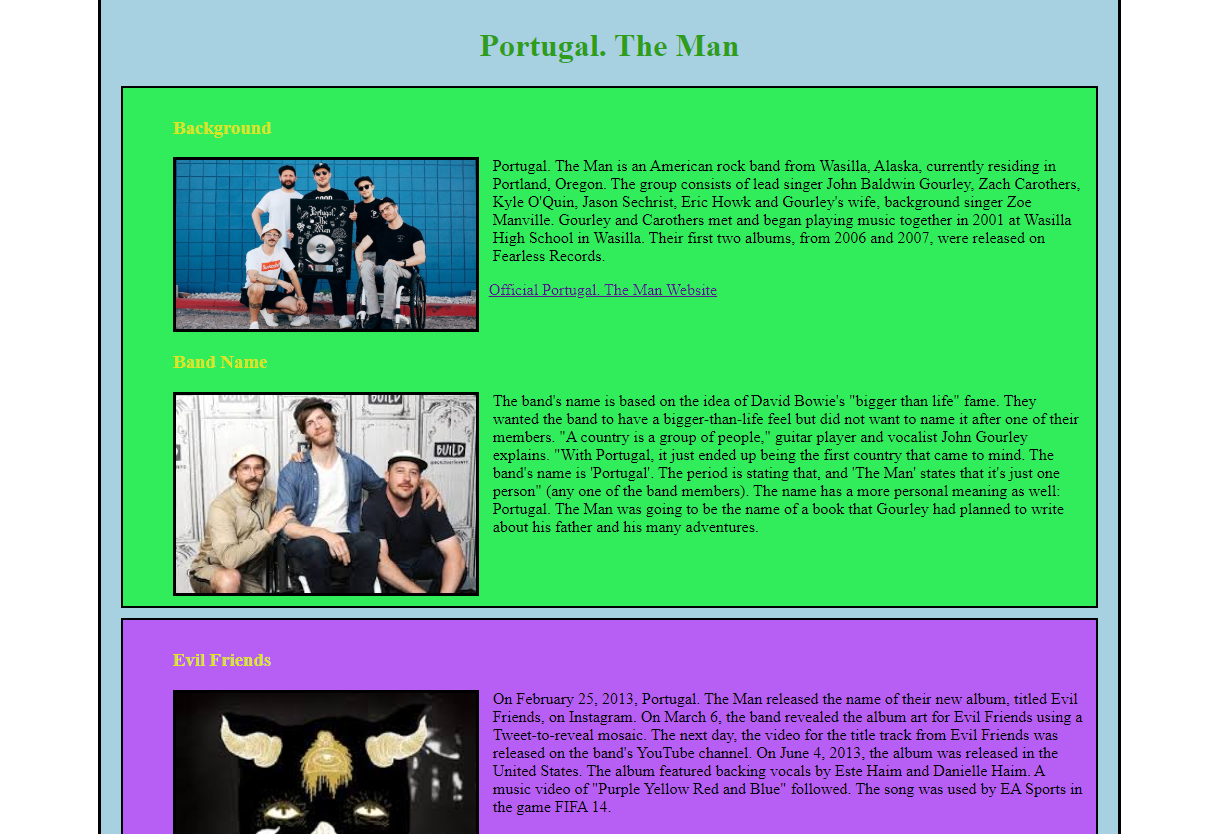 Portugal. The Man
Background
GOOD
Portugal.
The
Man
Portugal. The Man is an American rock band from Wasilla, Alaska, currently residing in
Portland, Oregon. The group consists of lead singer John Baldwin Gourley, Zach Carothers,
Kyle O'Quin, Jason Sechrist, Eric Howk and Gourley's wife, background singer Zoe
Manville. Gourley and Carothers met and began playing music together in 2001 at Wasilla
High School in Wasilla. Their first two albums, from 2006 and 2007, were released on
Fearless Records.
Official Portugal. The Man Website
Band Name
BUILD
BUILD
BUILD
The band's name is based on the idea of David Bowie's "bigger than life" fame. They
wanted the band to have a bigger-than-life feel but did not want to name it after one of their
members. "A country is a group of people," guitar player and vocalist John Gourley
explains. "With Portugal, it just ended up being the first country that came to mind. The
band's name is 'Portugal'. The period is stating that, and 'The Man' states that it's just one
person" (any one of the band members). The name has a more personal meaning as well:
Portugal. The Man was going to be the name of a book that Gourley had planned to write
about his father and his many adventures.
Evil Friends
On February 25, 2013, Portugal. The Man released the name of their new album, titled Evil
Friends, on Instagram. On March 6, the band revealed the album art for Evil Friends using a
Tweet-to-reveal mosaic. The next day, the video for the title track from Evil Friends was
released on the band's YouTube channel. On June 4, 2013, the album was released in the
United States. The album featured backing vocals by Este Haim and Danielle Haim. A
music video of "Purple Yellow Red and Blue" followed. The song was used by EA Sports in
the game FIFA 14.